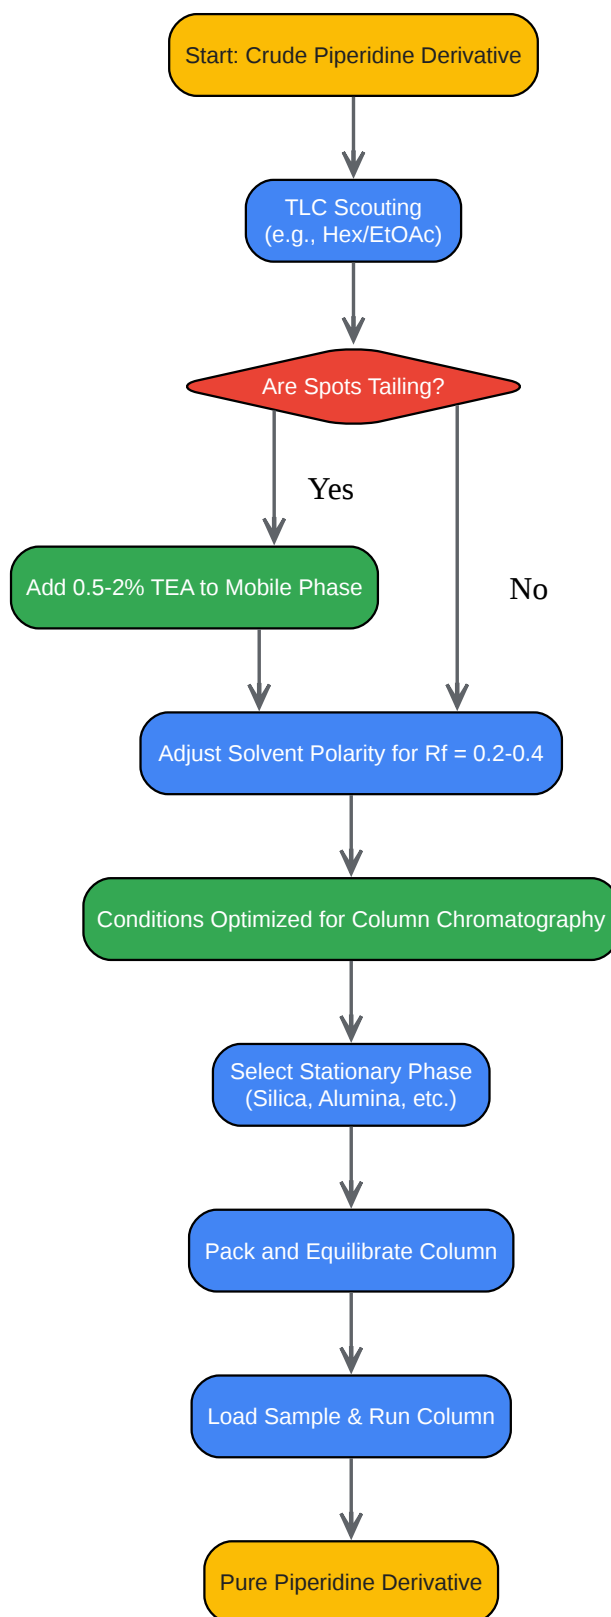 Start: Crude Piperidine Derivative
TLC Scouting
(e.g., Hex/EtOAc)
Are Spots Tailing?
Yes
Add 0.5-2% TEA to Mobile Phase
No
Adjust Solvent Polarity for Rf = 0.2-0.4
Conditions Optimized for Column Chromatography
Select Stationary Phase
(Silica, Alumina, etc.)
Pack and Equilibrate Column
Load Sample & Run Column
Pure Piperidine Derivative